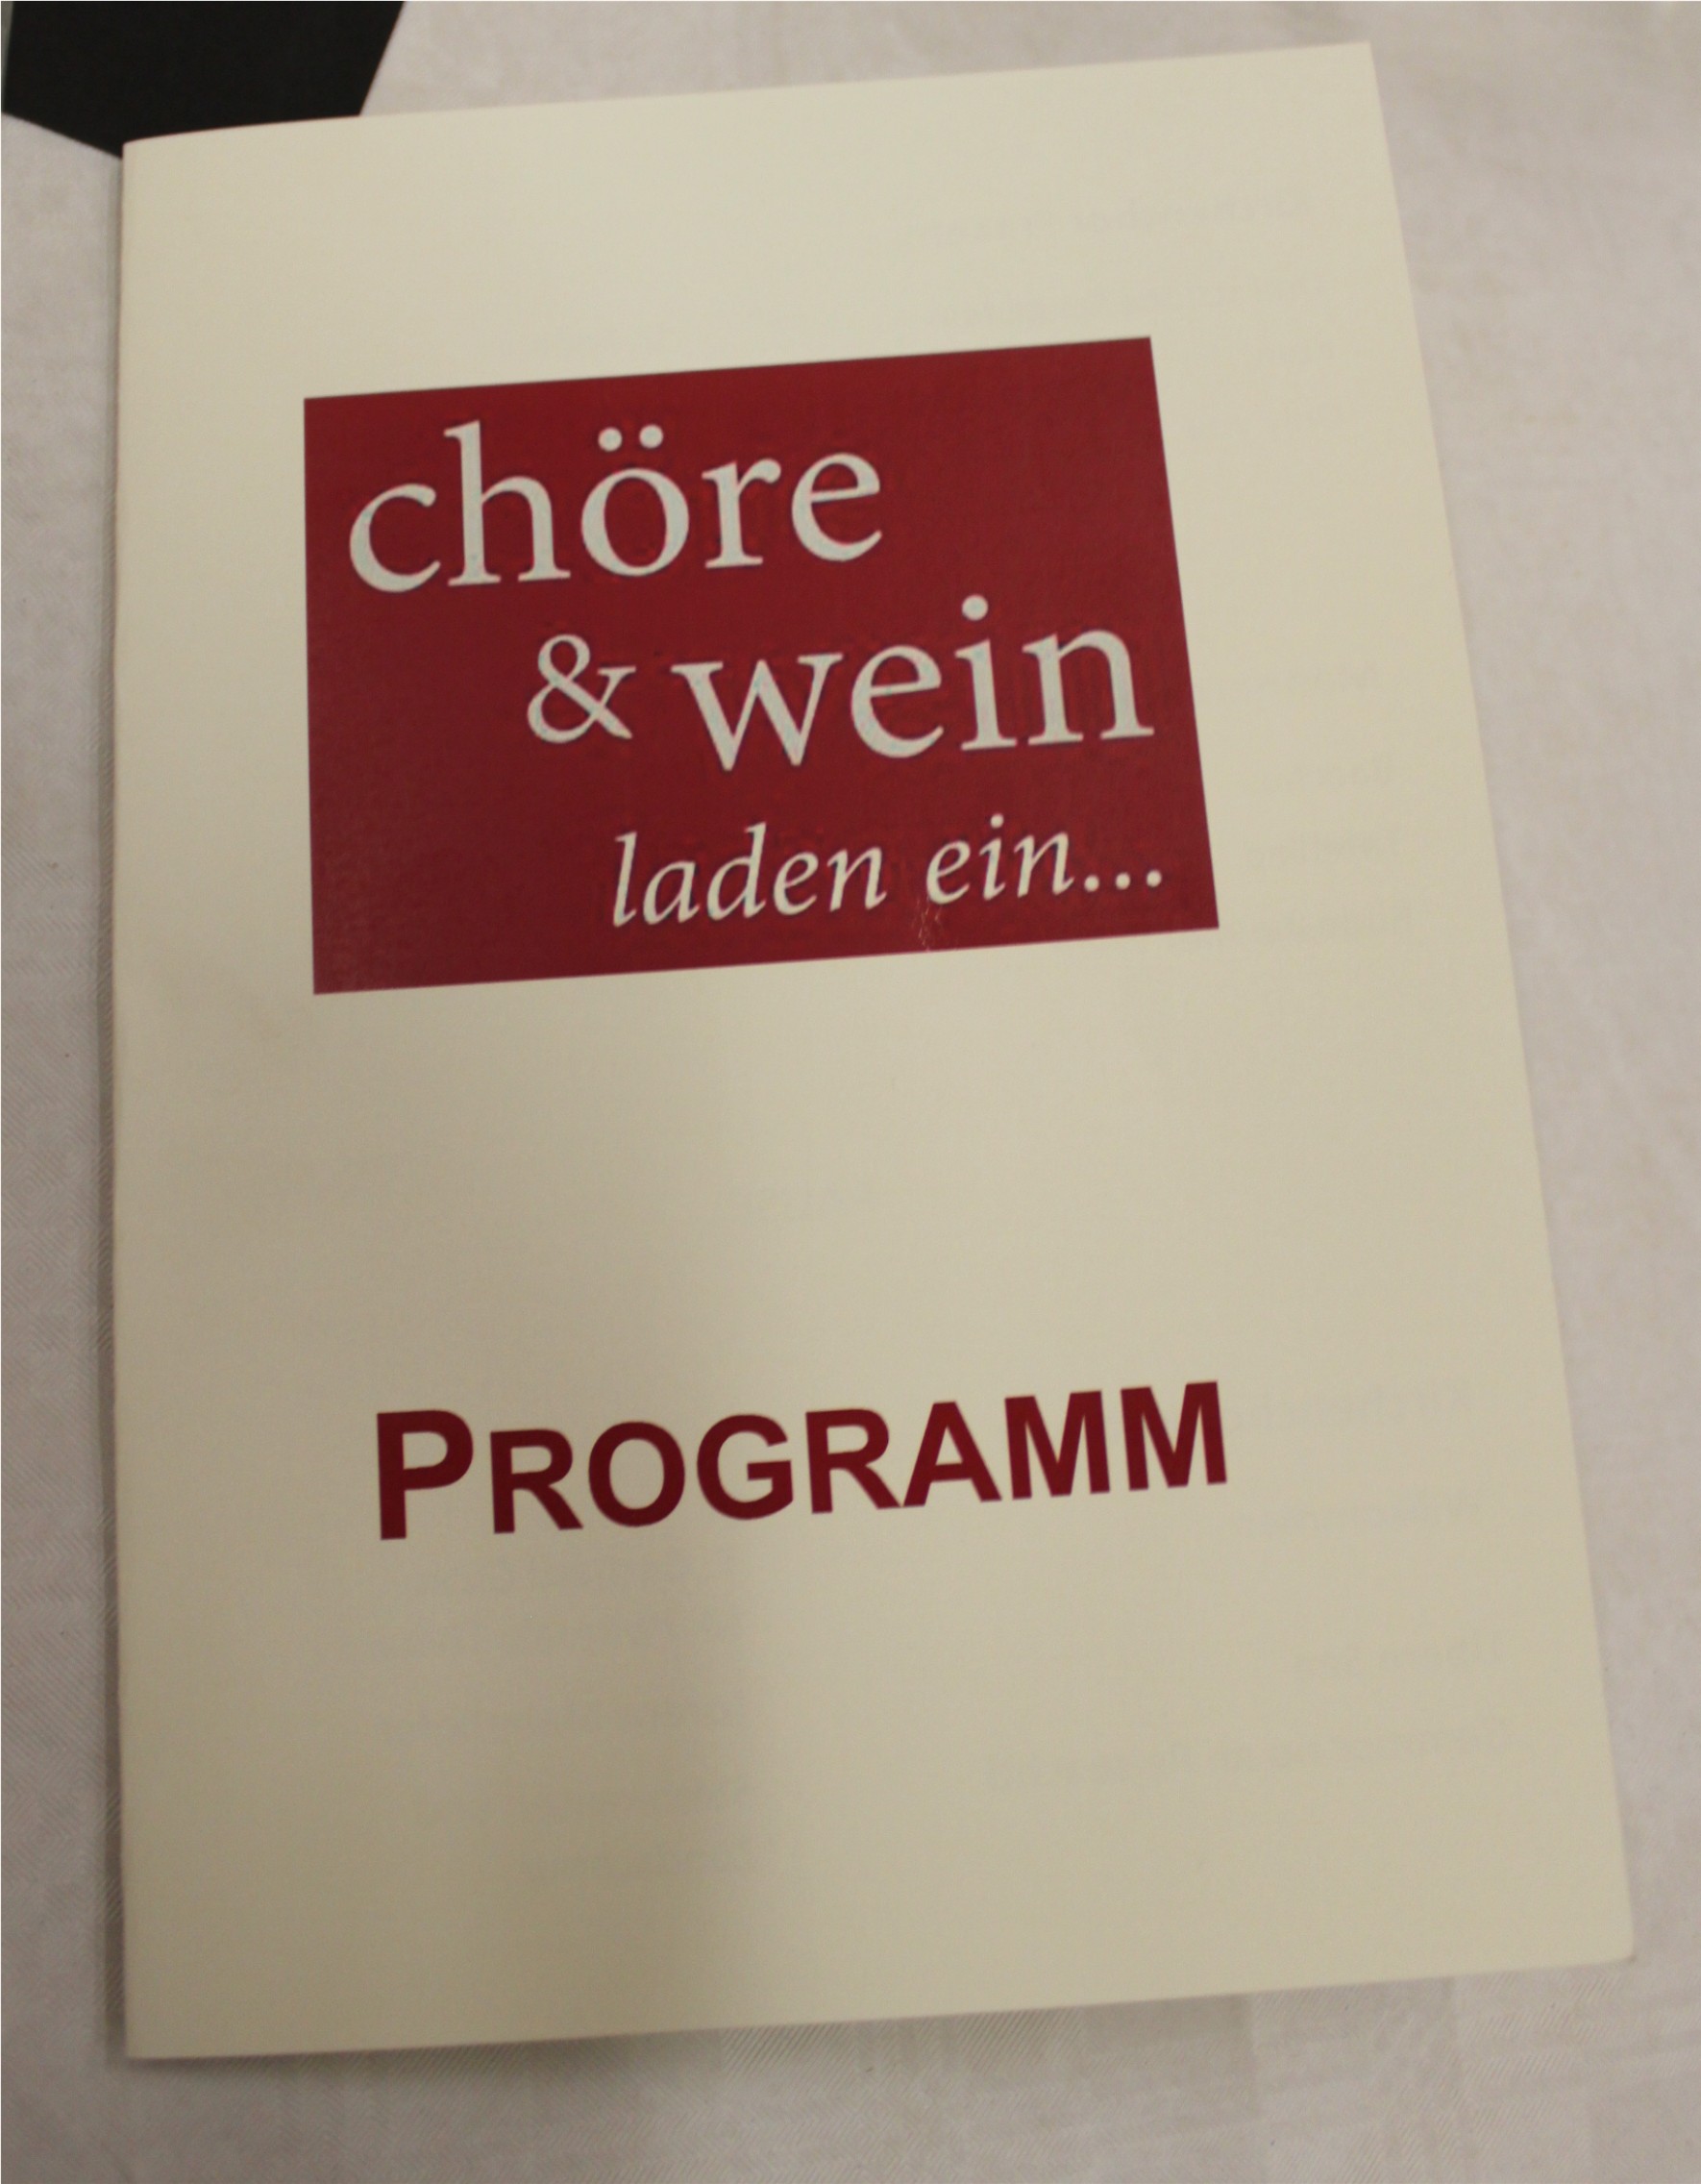 chöre
& wein
laden ein...
PROGRAMM